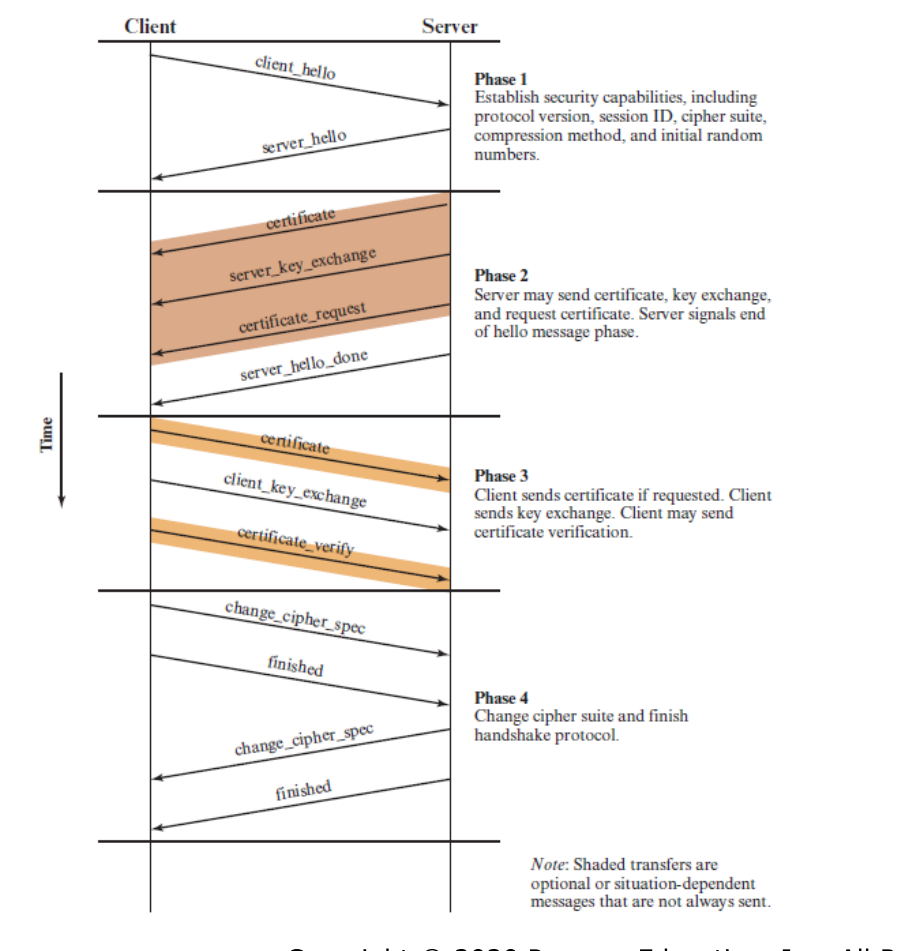 Client Server
client_hello
Phase 1
Establish security capabilities, including
protocol version, session ID, cipher suite,
compression method, and initial random
numbers.
server_hello
certificate
server_key_exchange
certificate_request
server_hello_done
Phase 2
Server may send certificate, key exchange,
and request certificate. Server signals end
of hello message phase.
Time
certificate
client_key_exchange
certificate_verify
Phase 3
Client sends certificate if requested. Client
sends key exchange. Client may send
certificate verification.
change_cipher_spec
finished
change_cipher_spec
finished
Phase 4
Change cipher suite and finish
handshake protocol.
Note: Shaded transfers are
optional or situation-dependent
messages that are not always sent.